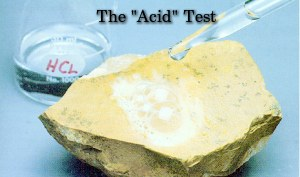 The "Acid" Test
HCL